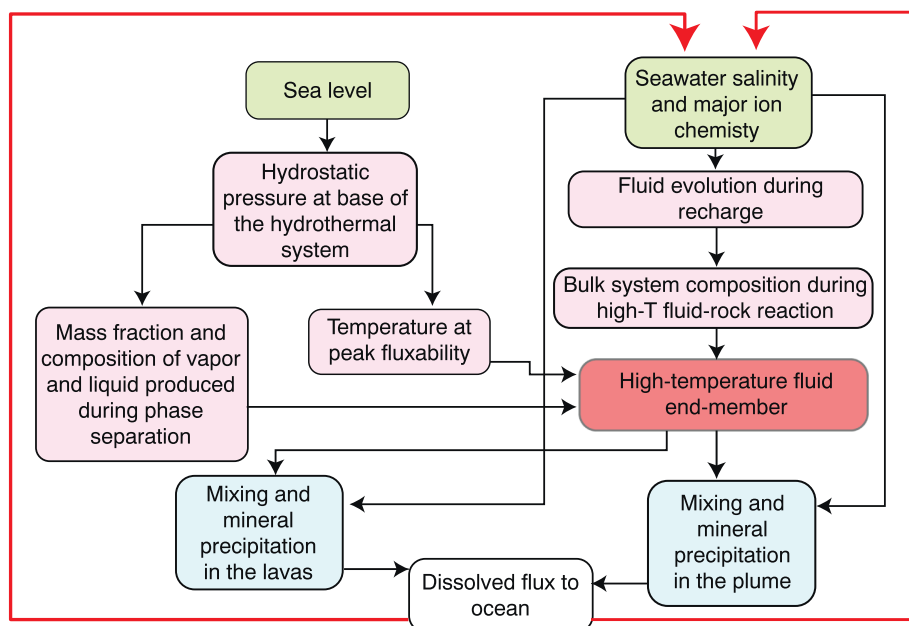 Sea level
Seawater salinity
and major ion
chemisty
Hydrostatic
pressure at base of
the hydrothermal
system
Fluid evolution during
recharge
Bulk system composition during
high-T fluid-rock reaction
Mass fraction and
composition of vapor
and liquid produced
during phase
separation
Temperature at
peak fluxability
High-temperature fluid
end-member
Mixing and
mineral
precipitation
in the lavas
Mixing and
mineral
precipitation
in the plume
Dissolved flux to
ocean